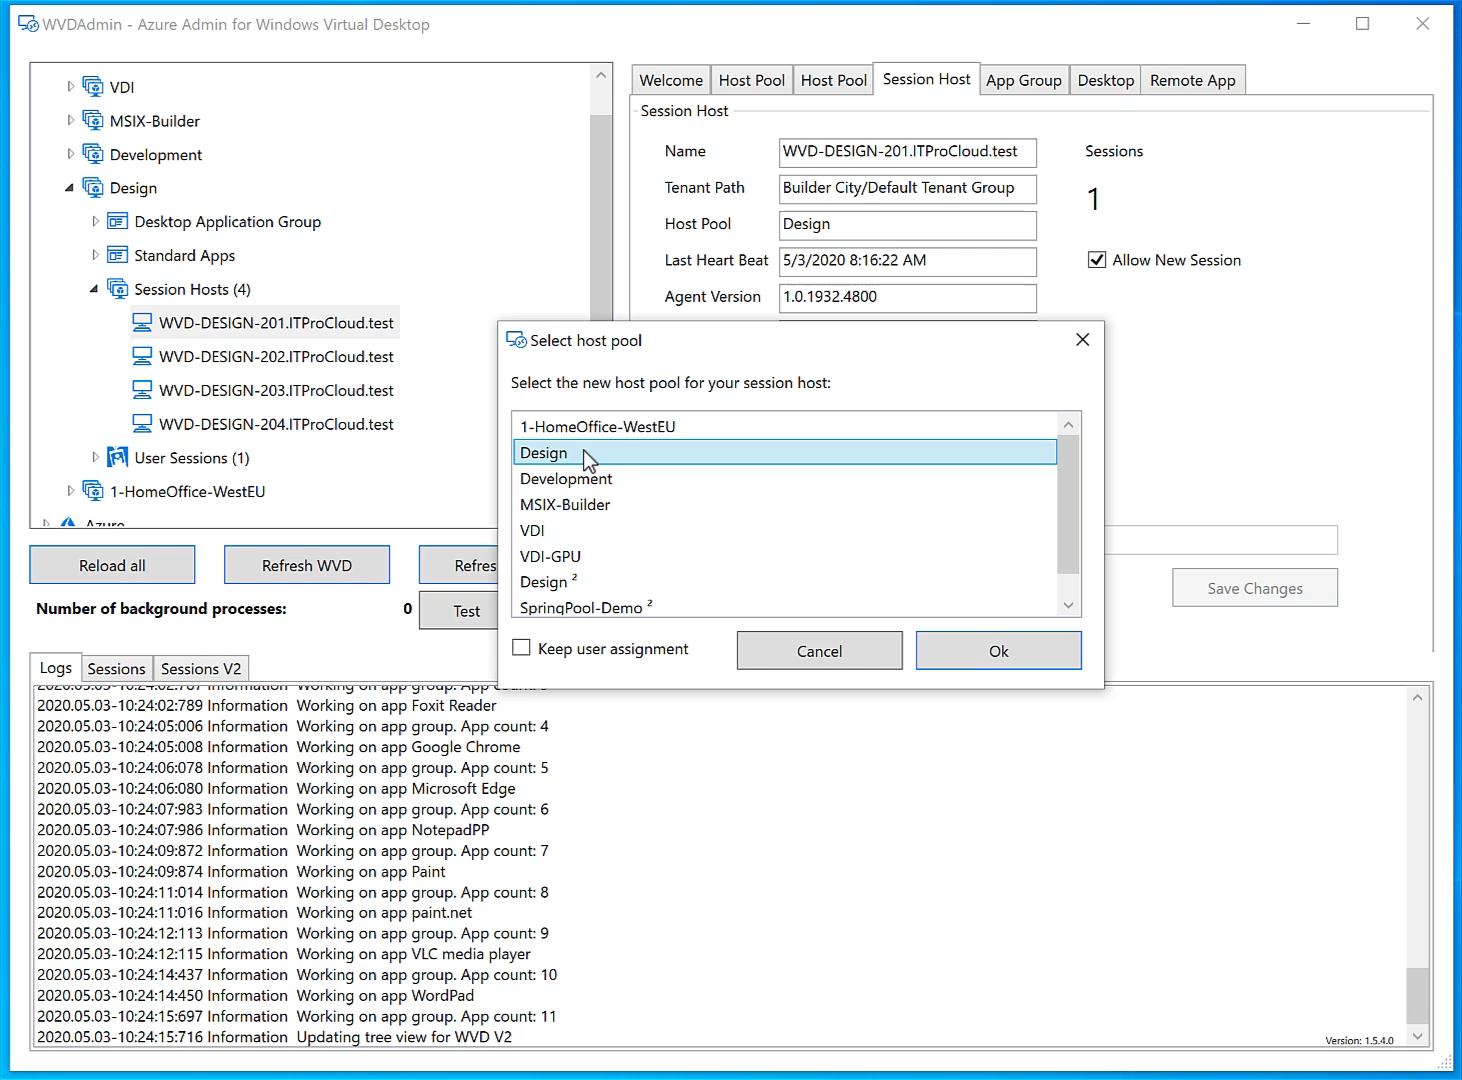 WVDAdmin - Azure Admin for Windows Virtual Desktop
VDI
MSIX-Builder
Development
Design
Desktop Application Group
Standard Apps
Session Hosts (4)
WVD-DESIGN-201.ITProCloud.test
WVD-DESIGN-202.ITProCloud.test
WVD-DESIGN-203.ITProCloud.test
WVD-DESIGN-204.ITProCloud.test
User Sessions (1)
1-HomeOffice-WestEU
Azure
Reload all
Refresh WVD
Refres
Number of background processes:
0
Test
Welcome
Host Pool
Host Pool
Session Host
App Group
Desktop
Remote App
Session Host
Name
WVD-DESIGN-201.ITProCloud.test
Tenant Path
Builder City/Default Tenant Group
Host Pool
Design
Last Heart Beat
5/3/2020 8:16:22 AM
Agent Version
1.0.1932.4800
Sessions
1
Allow New Session
Save Changes
Select host pool
Select the new host pool for your session host:
1-HomeOffice-WestEU
Design
Development
MSIX-Builder
VDI
VDI-GPU
Design ²
SpringPool-Demo ²
Keep user assignment
Cancel
Ok
Logs
Sessions
Sessions V2
2020.05.03-10:24:02:787 Information Working on app group. App count: 3
2020.05.03-10:24:02:789 Information Working on app Foxit Reader
2020.05.03-10:24:05:006 Information Working on app group. App count: 4
2020.05.03-10:24:05:008 Information Working on app Google Chrome
2020.05.03-10:24:06:078 Information Working on app group. App count: 5
2020.05.03-10:24:06:080 Information Working on app Microsoft Edge
2020.05.03-10:24:07:983 Information Working on app group. App count: 6
2020.05.03-10:24:07:986 Information Working on app NotepadPP
2020.05.03-10:24:09:872 Information Working on app group. App count: 7
2020.05.03-10:24:09:874 Information Working on app Paint
2020.05.03-10:24:11:014 Information Working on app group. App count: 8
2020.05.03-10:24:11:016 Information Working on app paint.net
2020.05.03-10:24:12:113 Information Working on app group. App count: 9
2020.05.03-10:24:12:115 Information Working on app VLC media player
2020.05.03-10:24:14:437 Information Working on app group. App count: 10
2020.05.03-10:24:14:450 Information Working on app WordPad
2020.05.03-10:24:15:697 Information Working on app group. App count: 11
2020.05.03-10:24:15:716 Information Updating tree view for WVD V2
Version: 1.5.4.0